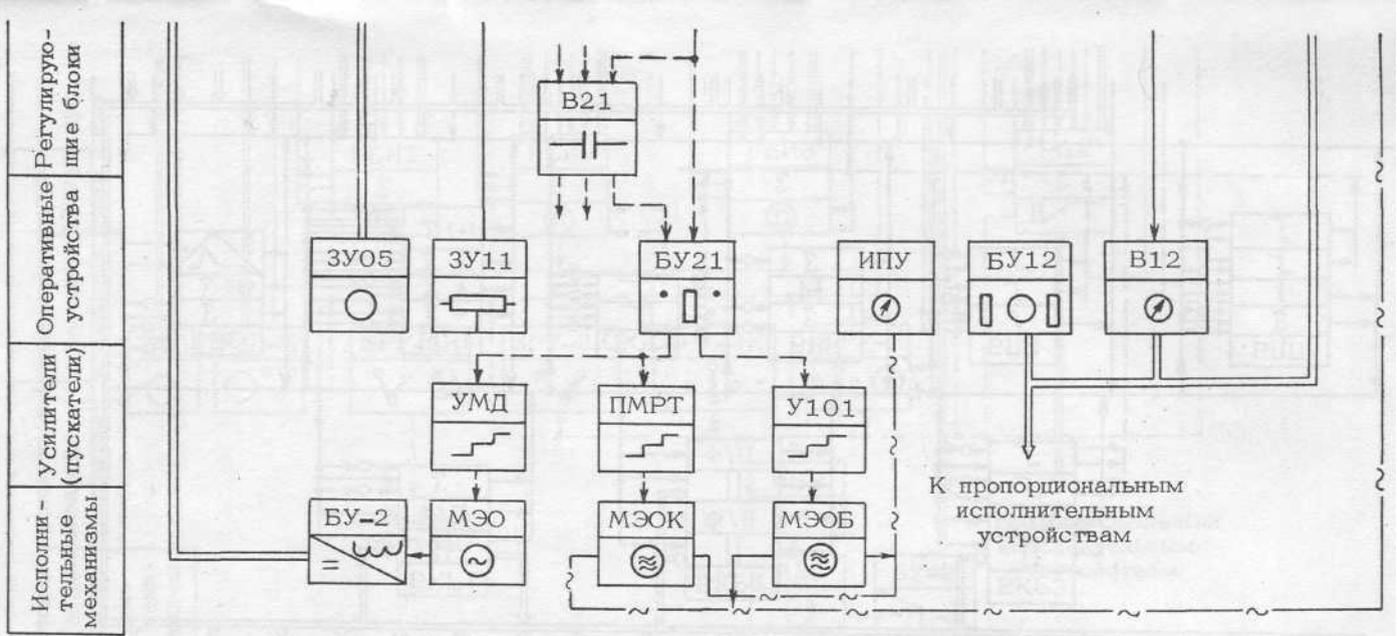 Регулирую-
щие блоки
Оперативные
устройства
Усилители
(пускатели)
Исполни-
тельные
механизмы
В21
ЗУ05
ЗУ11
БУ21
ИПУ
БУ12
В12
УМД
ПМРТ
У101
К пропорциональным
исполнительным
устройствам
БУ-2
=
МЭО
~
МЭОК
МЭОБ